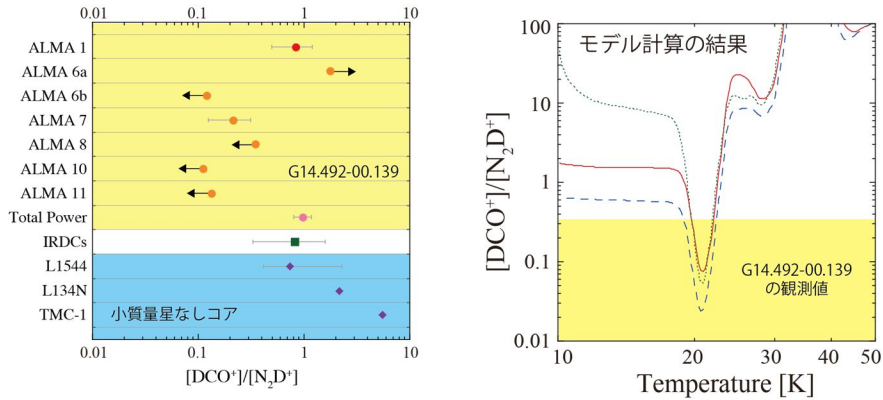 0.01 0.1 1 10
ALMA 1
ALMA 6a
ALMA 6b
ALMA 7
ALMA 8
ALMA 10
G14.492-00.139
ALMA 11
Total Power
IRDCs
L1544
L134N
TMC-1
小質量星なしコア
0.01 0.1 1 10
[DCO⁺]/[N₂D⁺]
モデル計算の結果
100
10
1
0.1
0.01
[DCO⁺]/[N₂D⁺]
G14.492-00.139
の観測値
10 20 30 40 50
Temperature [K]